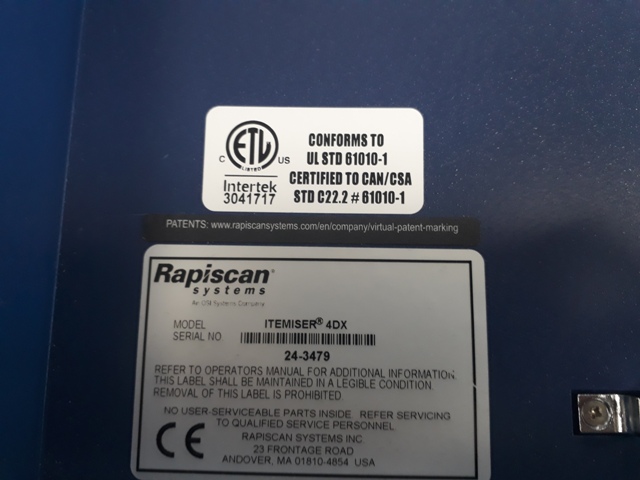 C ETL US
LISTED
Intertek
3041717
CONFORMS TO
UL STD 61010-1
CERTIFIED TO CAN/CSA
STD C22.2 # 61010-1
PATENTS: www.rapiscansystems.com/en/company/virtual-patent-marking
Rapiscan®
systems
An OSI Systems Company
MODEL ITEMISER® 4DX
SERIAL NO
24-3479
REFER TO OPERATORS MANUAL FOR ADDITIONAL INFORMATION.
THIS LABEL SHALL BE MAINTAINED IN A LEGIBLE CONDITION.
REMOVAL OF THIS LABEL IS PROHIBITED.
NO USER-SERVICEABLE PARTS INSIDE. REFER SERVICING
TO QUALIFIED SERVICE PERSONNEL
CE
RAPISCAN SYSTEMS INC.
23 FRONTAGE ROAD
ANDOVER, MA 01810-4854 USA